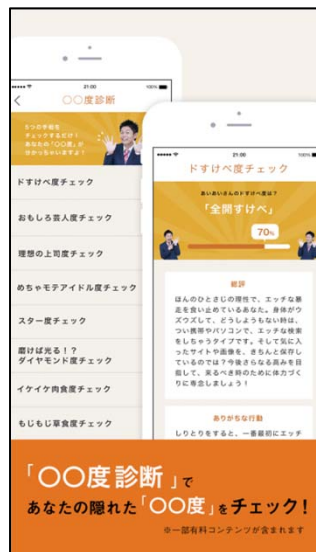 21:00
100%
〇〇度診断
5つの手相を
チェックするだけ!
あなたの「〇〇度」が
分かっちゃいますよ!
ドすけべ度チェック
おもしろ芸人度チェック
理想の上司度チェック
めちゃモテアイドル度チェック
スター度チェック
磨けば光る!?
ダイヤモンド度チェック
イケイケ肉食度チェック
もじもじ草食度チェック
21:00
100%
ドすけべ度チェック
あいあいさんのドすけべ度は?
「全開すけべ」
70%
総評
ほんのひとさじの理性で、エッチな暴
走を食い止めているあなた。身体がウ
ズウズして、どうしようもない時は、
つい携帯やパソコンで、エッチな検索
をしちゃうタイプです。そして気に入
ったサイトや画像を、きちんと保存し
ているのでは?今後さらなる高みを目
指して、来るべき時のために体力づく
りに専念しましょう!
ありがちな行動
しりとりをすると、一番最初にエッチ
「〇〇度診断」で
あなたの隠れた「〇〇度」をチェック!
※一部有料コンテンツが含まれます